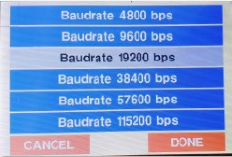 Baudrate 4800 bps
Baudrate 9600 bps
Baudrate 19200 bps
Baudrate 38400 bps
Baudrate 57600 bps
Baudrate 115200 bps
CANCEL DONE